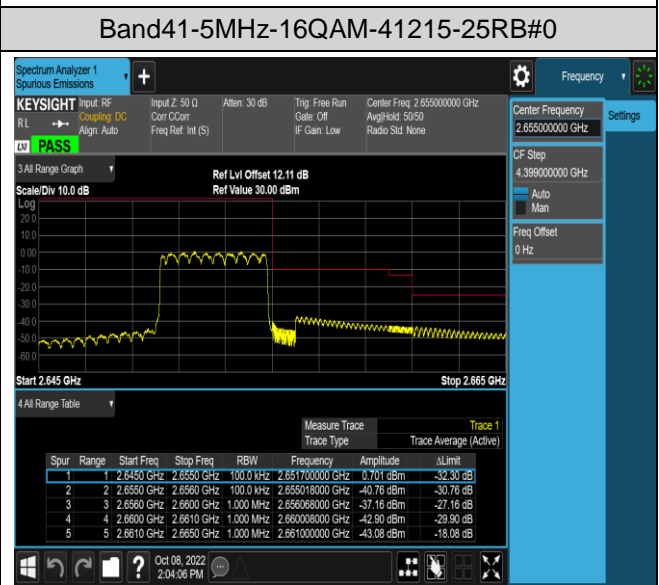 Band41-5MHz-16QAM-41215-25RB#0
Spectrum Analyzer 1
Spurious Emissions
Frequency
KEYSIGHT Input: RF Input Z: 50 Ω Atten: 30 dB Trig: Free Run Center Freq: 2.655000000 GHz
RL Coupling: DC Corr CCorr Gate: Off Avg|Hold: 50/50
Align: Auto Freq Ref: Int (S) IF Gain: Low Radio Std: None
LXI PASS
Center Frequency
2.655000000 GHz
Settings
CF Step
4.399000000 GHz
Auto
Man
Freq Offset
0 Hz
3 All Range Graph
Ref Lvl Offset 12.11 dB
Scale/Div 10.0 dB Ref Value 30.00 dBm
Log
20.0
10.0
0.00
-10.0
-20.0
-30.0
-40.0
-50.0
-60.0
Start 2.645 GHz Stop 2.665 GHz
4 All Range Table
Measure Trace Trace 1
Trace Type Trace Average (Active)
Spur Range Start Freq Stop Freq RBW Frequency Amplitude ΔLimit
1 1 2.6450 GHz 2.6550 GHz 100.0 kHz 2.651700000 GHz 0.701 dBm -32.30 dB
2 2 2.6550 GHz 2.6560 GHz 100.0 kHz 2.655018000 GHz -40.76 dBm -30.76 dB
3 3 2.6560 GHz 2.6600 GHz 1.000 MHz 2.656068000 GHz -37.16 dBm -27.16 dB
4 4 2.6600 GHz 2.6610 GHz 1.000 MHz 2.660008000 GHz -42.90 dBm -29.90 dB
5 5 2.6610 GHz 2.6650 GHz 1.000 MHz 2.661000000 GHz -43.08 dBm -18.08 dB
Oct 08, 2022
2:04:06 PM